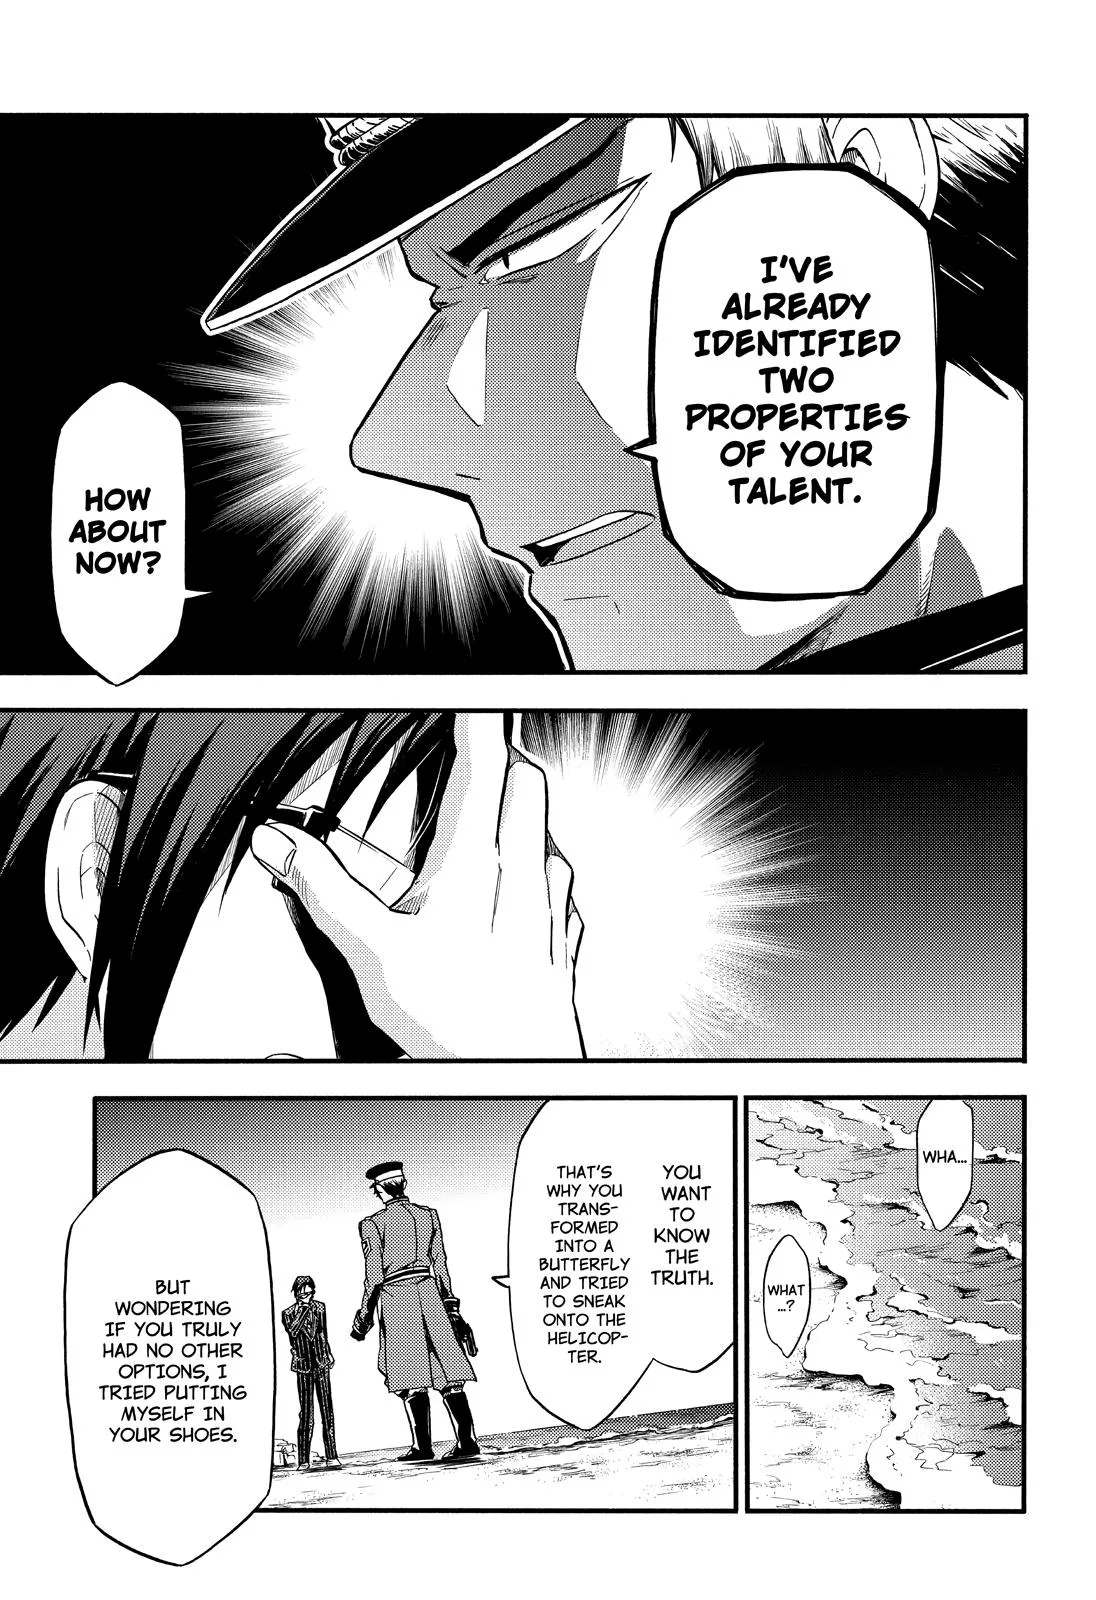 I'VE
ALREADY
IDENTIFIED
TWO
PROPERTIES
OF YOUR
TALENT.
HOW
ABOUT
NOW?
WHA...
WHAT
...?
YOU
WANT
TO
KNOW
THE
TRUTH.
THAT'S
WHY YOU
TRANS-
FORMED
INTO A
BUTTERFLY
AND TRIED
TO SNEAK
ONTO THE
HELICOP-
TER.
BUT
WONDERING
IF YOU TRULY
HAD NO OTHER
OPTIONS, I
TRIED PUTTING
MYSELF IN
YOUR SHOES.